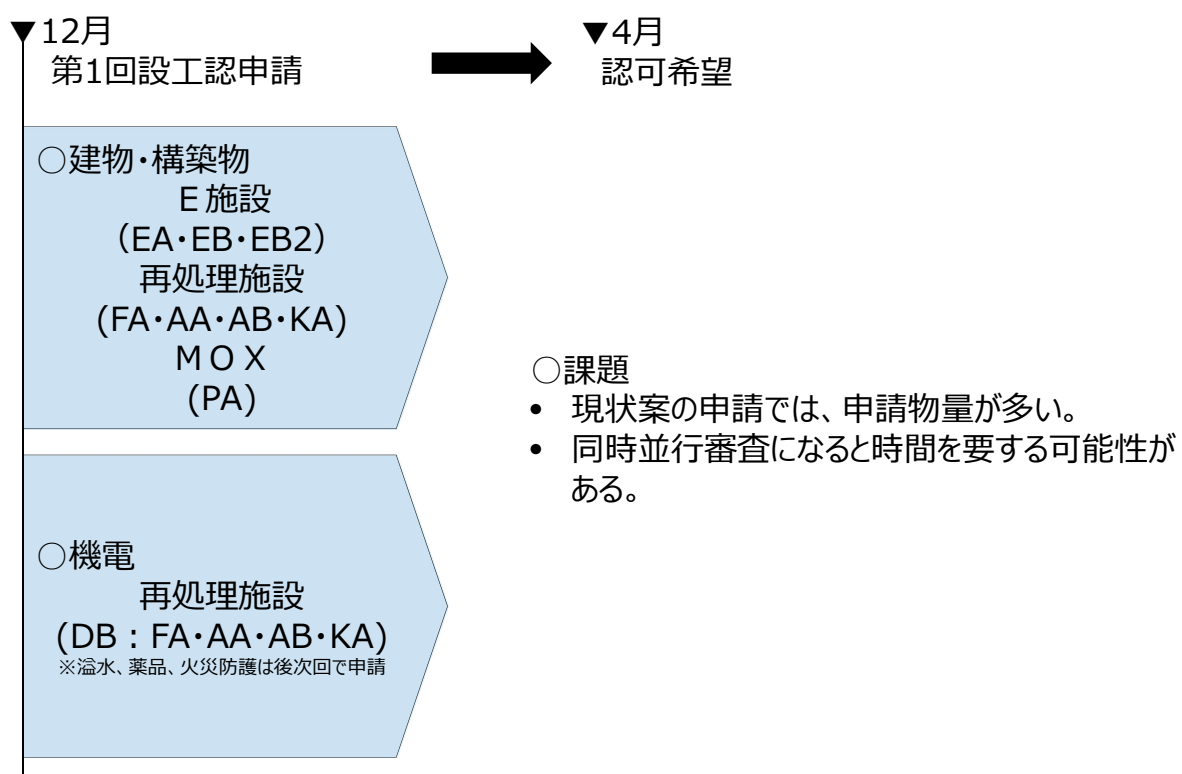 ▼12月
第1回設工認申請
▼4月
認可希望
○建物・構築物
E施設
（EA・EB・EB2）
再処理施設
(FA・AA・AB・KA)
ＭＯＸ
(PA)
○課題
• 現状案の申請では、申請物量が多い。
• 同時並行審査になると時間を要する可能性が
ある。
○機電
再処理施設
(DB：FA・AA・AB・KA)
※溢水、薬品、火災防護は後次回で申請